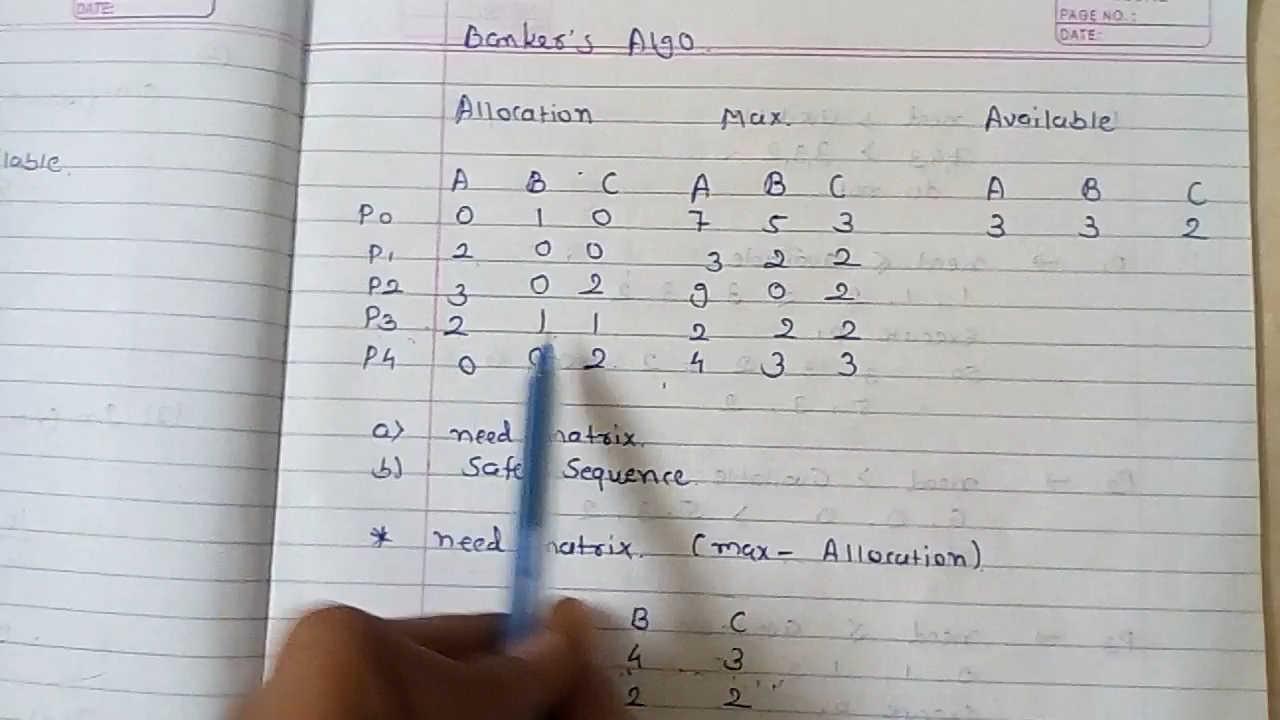 DATE:
PAGE NO.:
DATE:
Banker's Algo
Allocation Max. Available
lable.
A B C A B C A B C
P0 0 1 0 7 5 3 3 3 2
P1 2 0 0 3 2 2
P2 3 0 2 9 0 2
P3 2 1 1 2 2 2
P4 0 0 2 4 3 3
a) need matrix.
b) Safe Sequence
* need matrix. (max - Allocation)
B C
4 3
2 2